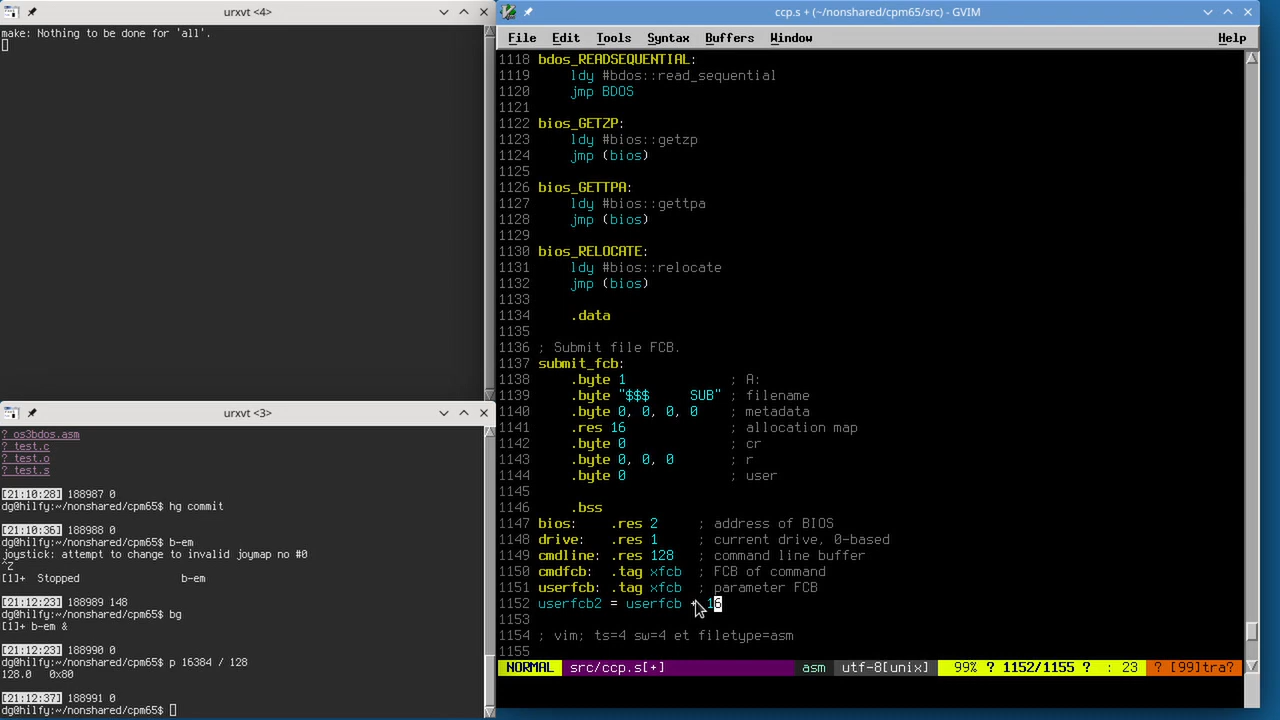 urxvt <4>
make: Nothing to be done for 'all'.
urxvt <3>
? os3bdos.asm
? test.c
? test.o
? test.s
[21:10:28] 188987 0
dg@hilfy:~/nonshared/cpm65$ hg commit
[21:10:36] 188988 0
dg@hilfy:~/nonshared/cpm65$ b-em
joystick: attempt to change to invalid joymap no #0
^Z
[1]+  Stopped                 b-em
[21:12:23] 188989 148
dg@hilfy:~/nonshared/cpm65$ bg
[1]+ b-em &
[21:12:23] 188990 0
dg@hilfy:~/nonshared/cpm65$ p 16384 / 128
128.0   0x80
[21:12:37] 188991 0
dg@hilfy:~/nonshared/cpm65$
ccp.s + (~/nonshared/cpm65/src) - GVIM
File Edit Tools Syntax Buffers Window Help
1118 bdos_READSEQUENTIAL:
1119     ldy #bdos::read_sequential
1120     jmp BDOS
1121
1122 bios_GETZP:
1123     ldy #bios::getzp
1124     jmp (bios)
1125
1126 bios_GETTPA:
1127     ldy #bios::gettpa
1128     jmp (bios)
1129
1130 bios_RELOCATE:
1131     ldy #bios::relocate
1132     jmp (bios)
1133
1134     .data
1135
1136 ; Submit file FCB.
1137 submit_fcb:
1138     .byte 1             ; A:
1139     .byte "$$$     SUB" ; filename
1140     .byte 0, 0, 0, 0    ; metadata
1141     .res 16             ; allocation map
1142     .byte 0             ; cr
1143     .byte 0, 0, 0       ; r
1144     .byte 0             ; user
1145
1146     .bss
1147 bios:    .res 2     ; address of BIOS
1148 drive:   .res 1     ; current drive, 0-based
1149 cmdline: .res 128   ; command line buffer
1150 cmdfcb:  .tag xfcb  ; FCB of command
1151 userfcb: .tag xfcb  ; parameter FCB
1152 userfcb2 = userfcb + 16
1153
1154 ; vim; ts=4 sw=4 et filetype=asm
1155
NORMAL src/ccp.s[+] asm utf-8[unix] 99% ? 1152/1155 ? : 23 ? [99]tra?